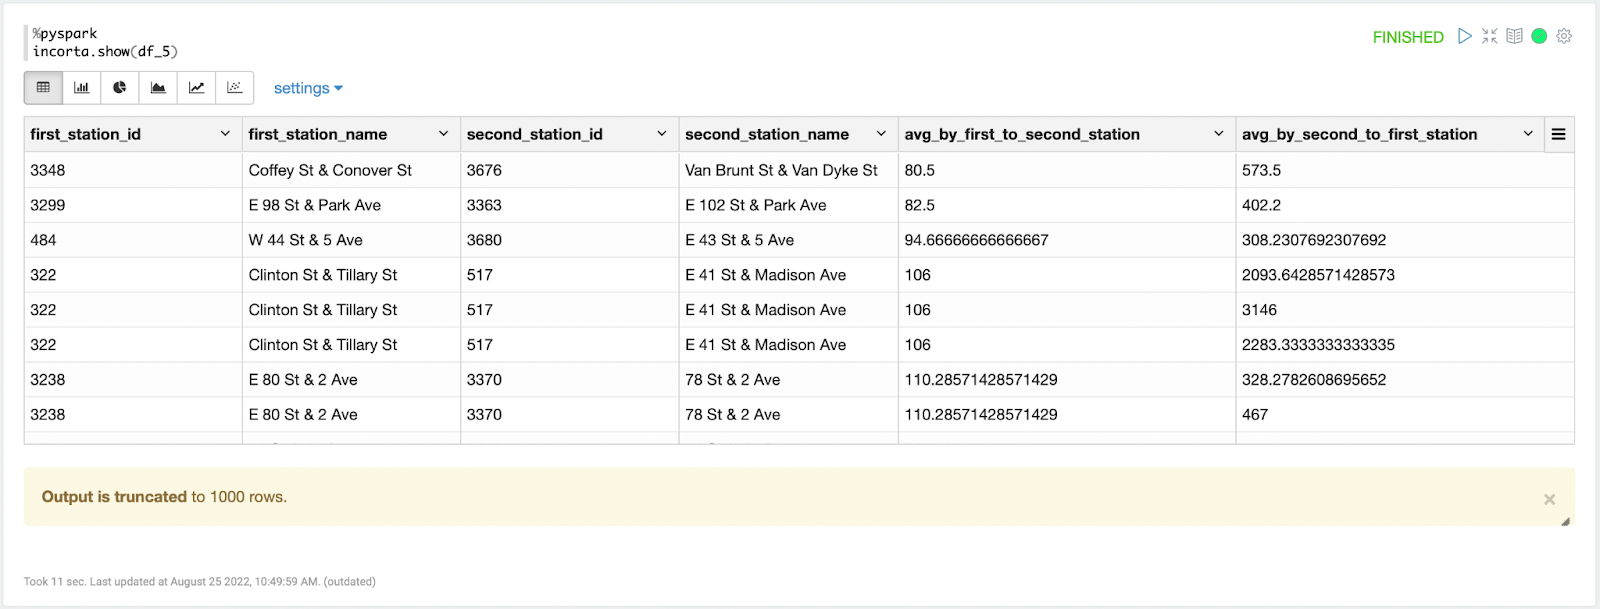 %pyspark
incorta.show(df_5)
FINISHED
settings
first_station_id first_station_name second_station_id second_station_name avg_by_first_to_second_station avg_by_second_to_first_station
3348 Coffey St & Conover St 3676 Van Brunt St & Van Dyke St 80.5 573.5
3299 E 98 St & Park Ave 3363 E 102 St & Park Ave 82.5 402.2
484 W 44 St & 5 Ave 3680 E 43 St & 5 Ave 94.66666666666667 308.2307692307692
322 Clinton St & Tillary St 517 E 41 St & Madison Ave 106 2093.6428571428573
322 Clinton St & Tillary St 517 E 41 St & Madison Ave 106 3146
322 Clinton St & Tillary St 517 E 41 St & Madison Ave 106 2283.3333333333335
3238 E 80 St & 2 Ave 3370 78 St & 2 Ave 110.28571428571429 328.2782608695652
3238 E 80 St & 2 Ave 3370 78 St & 2 Ave 110.28571428571429 467
Output is truncated to 1000 rows.
Took 11 sec. Last updated at August 25 2022, 10:49:59 AM. (outdated)